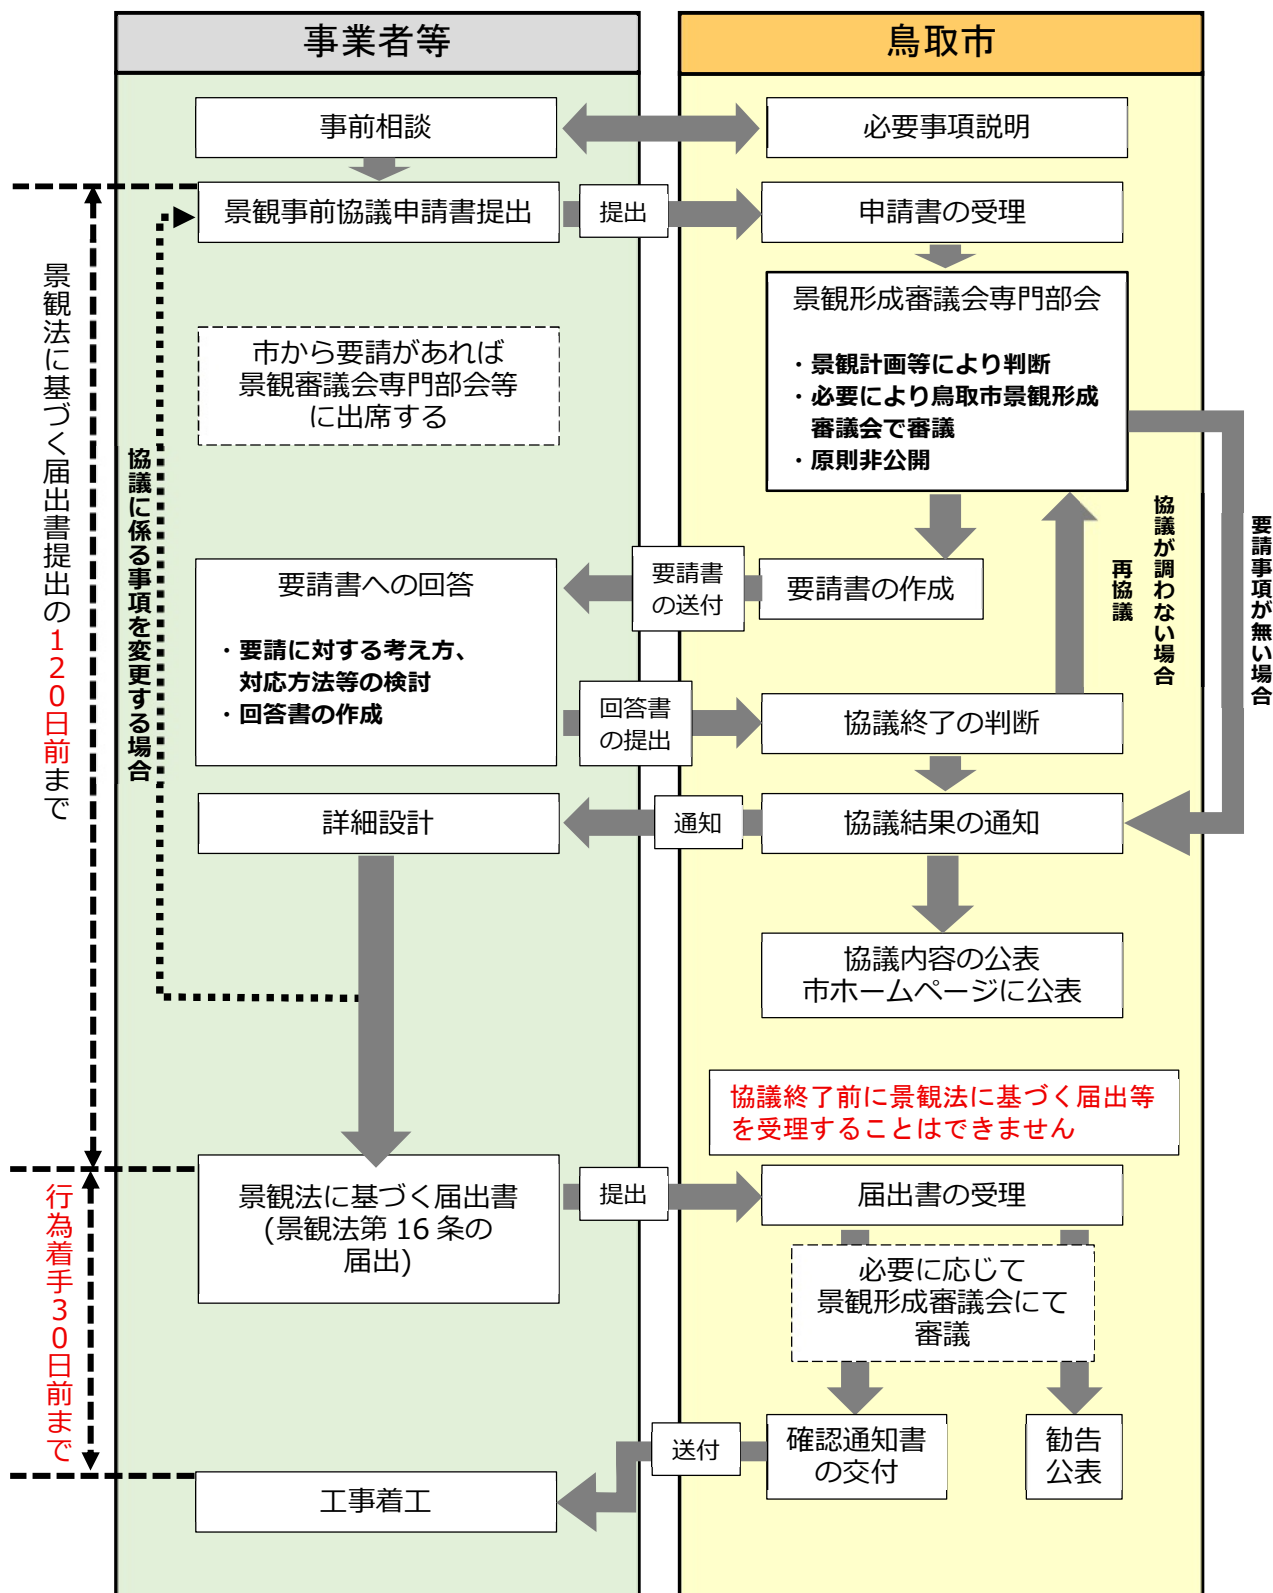 事業者等
鳥取市
事前相談
必要事項説明
景観事前協議申請書提出
提出
申請書の受理
景観形成審議会専門部会
・景観計画等により判断
・必要により鳥取市景観形成
審議会で審議
・原則非公開
市から要請があれば
景観審議会専門部会等
に出席する
景観法に基づく届出書提出の120日前まで
協議に係る事項を変更する場合
協議が調わない場合
再協議
要請事項が無い場合
要請書への回答
・要請に対する考え方、
対応方法等の検討
・回答書の作成
要請書
の送付
要請書の作成
回答書
の提出
協議終了の判断
詳細設計
通知
協議結果の通知
協議内容の公表
市ホームページに公表
協議終了前に景観法に基づく届出等
を受理することはできません
行為着手30日前まで
景観法に基づく届出書
(景観法第 16 条の
届出)
提出
届出書の受理
必要に応じて
景観形成審議会にて
審議
送付
確認通知書
の交付
勧告
公表
工事着工